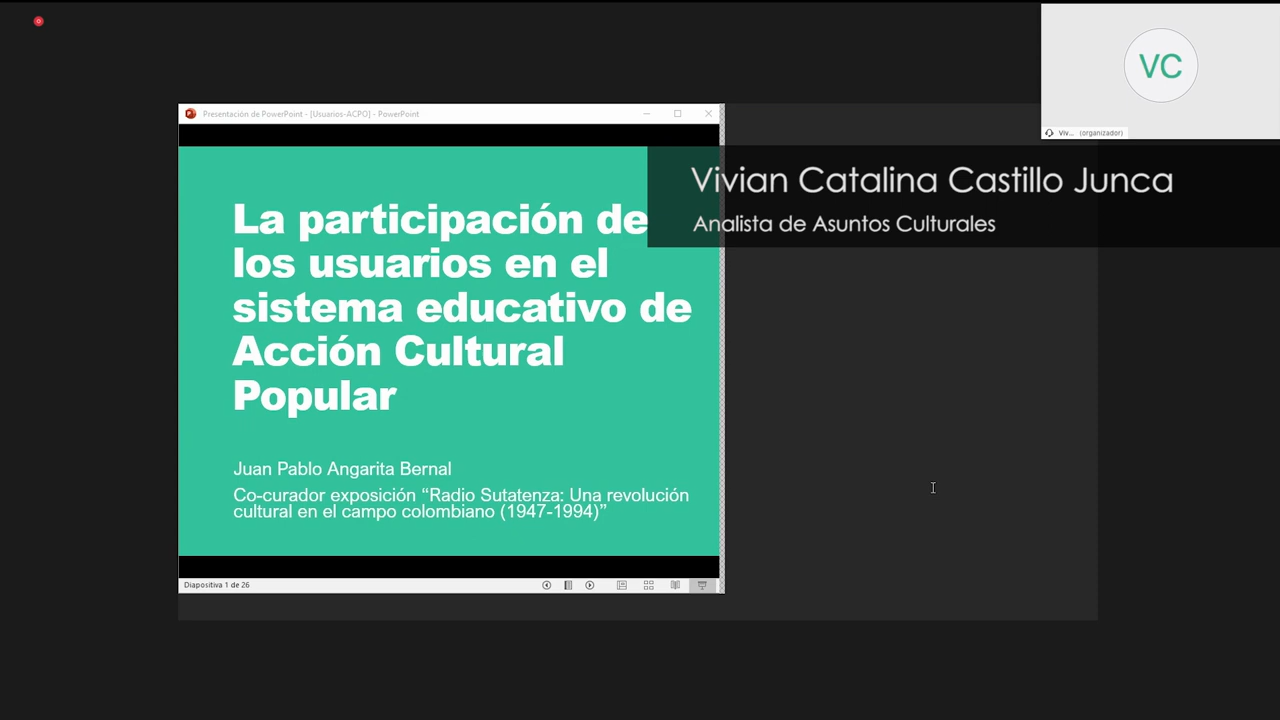 VC
Viv... (organizador)
Presentación de PowerPoint - [Usuarios-ACPO] - PowerPoint
Vivian Catalina Castillo Junca
Analista de Asuntos Culturales
La participación de
los usuarios en el
sistema educativo de
Acción Cultural
Popular
Juan Pablo Angarita Bernal
Co-curador exposición “Radio Sutatenza: Una revolución
cultural en el campo colombiano (1947-1994)”
Diapositiva 1 de 26